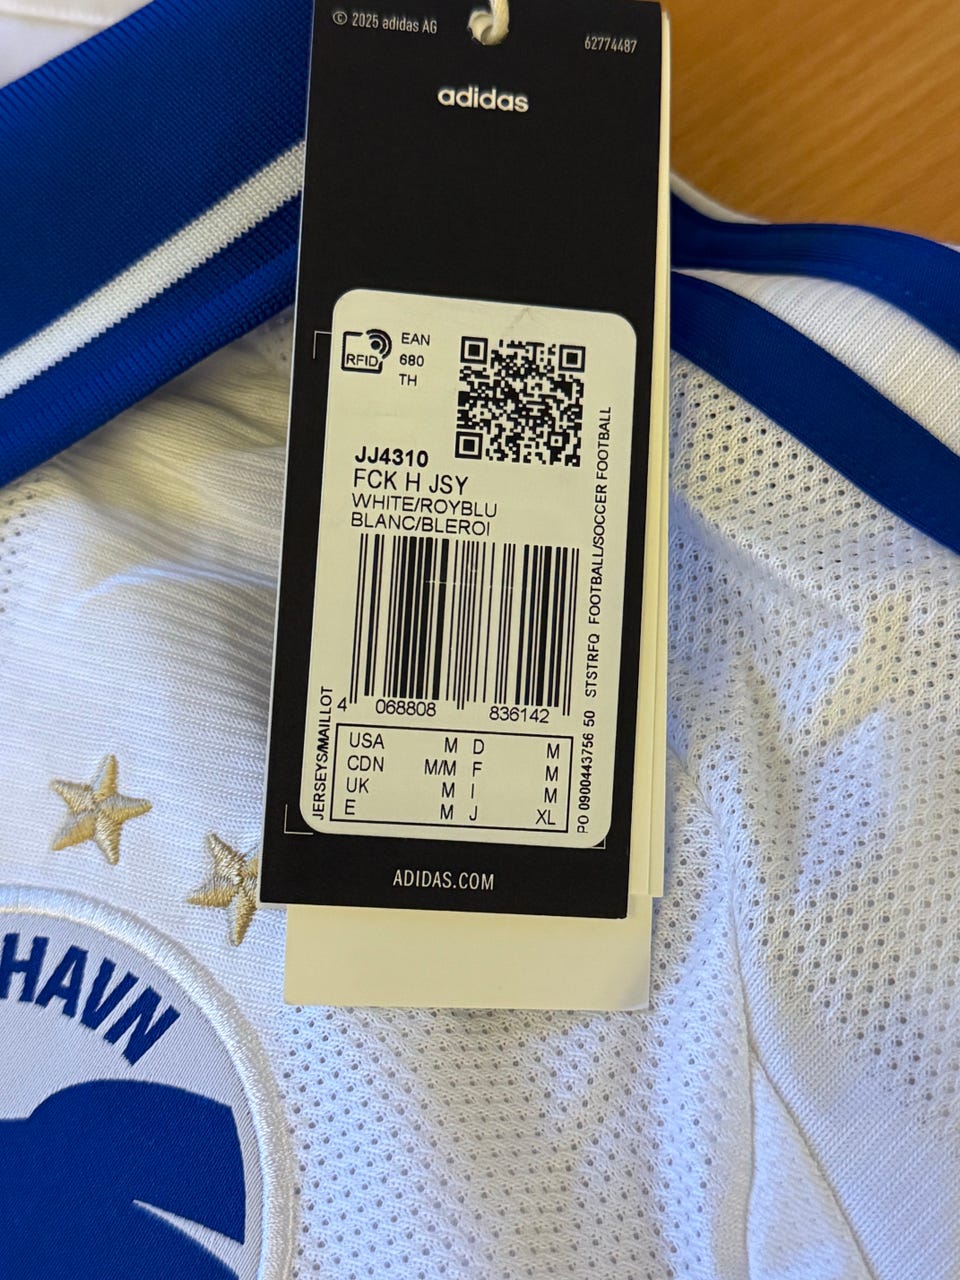 © 2025 adidas AG
62774487
adidas
RFID
EAN
680
TH
JJ4310
FCK H JSY
WHITE/ROYBLU
BLANC/BLEROI
4 068808 836142
USA M D M
CDN M/M F M
UK M I M
E M J XL
JERSEYS/MAILLOT
PO 0900443756 50 STSTRFQ FOOTBALL/SOCCER FOOTBALL
ADIDAS.COM
HAVN